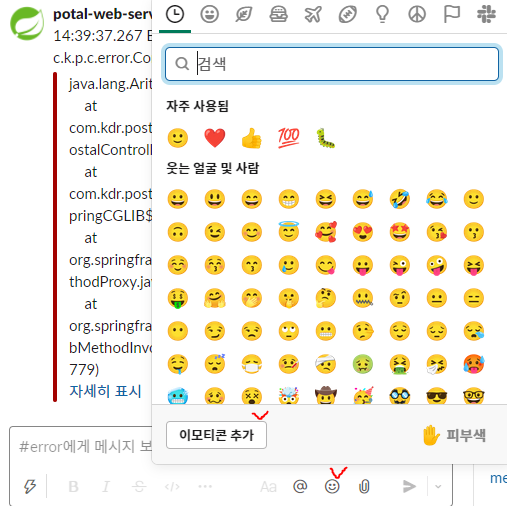 potal-web-serv
14:39:37.267 E
c.k.p.c.error.Co
java.lang.Arit
at
com.kdr.post
ostalControll
at
com.kdr.post
pringCGLIB$
at
org.springfra
thodProxy.jav
at
org.springfra
bMethodInvo
779)
자세히 표시
#error에게 메시지 보
검색
자주 사용됨
웃는 얼굴 및 사람
이모티콘 추가
피부색
B I S </> ...
Aa @
me